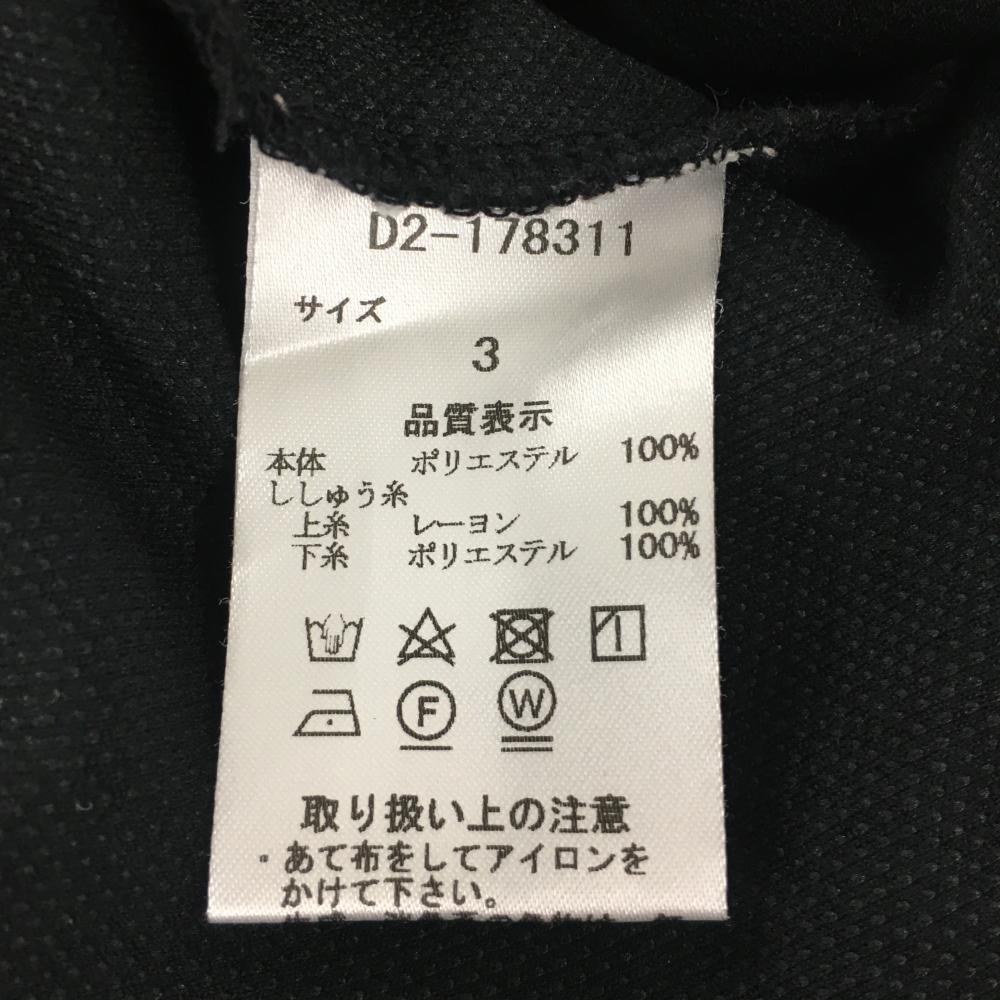 D2-178311
サイズ
3
品質表示
本体 ポリエステル 100%
ししゅう糸
上糸 レーヨン 100%
下糸 ポリエステル 100%
F W
取り扱い上の注意
・あて布をしてアイロンを
かけて下さい。